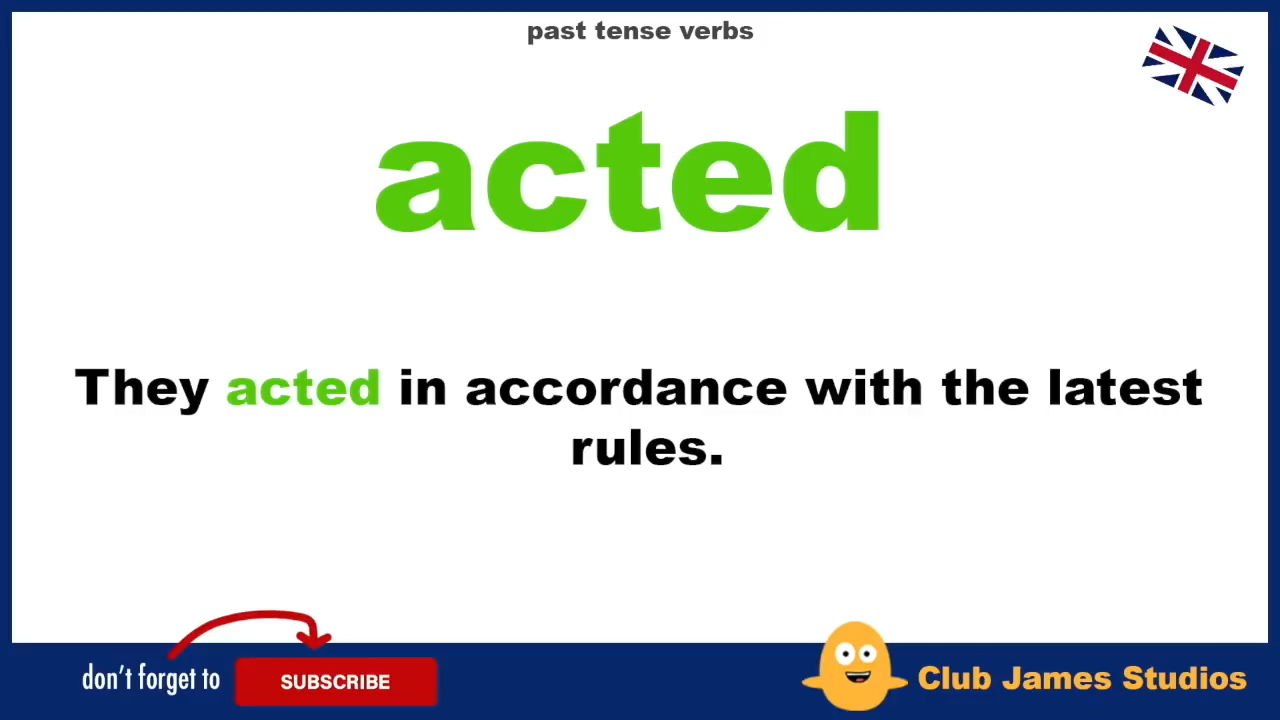 past tense verbs
acted
They acted in accordance with the latest
rules.
don't forget to
SUBSCRIBE
Club James Studios